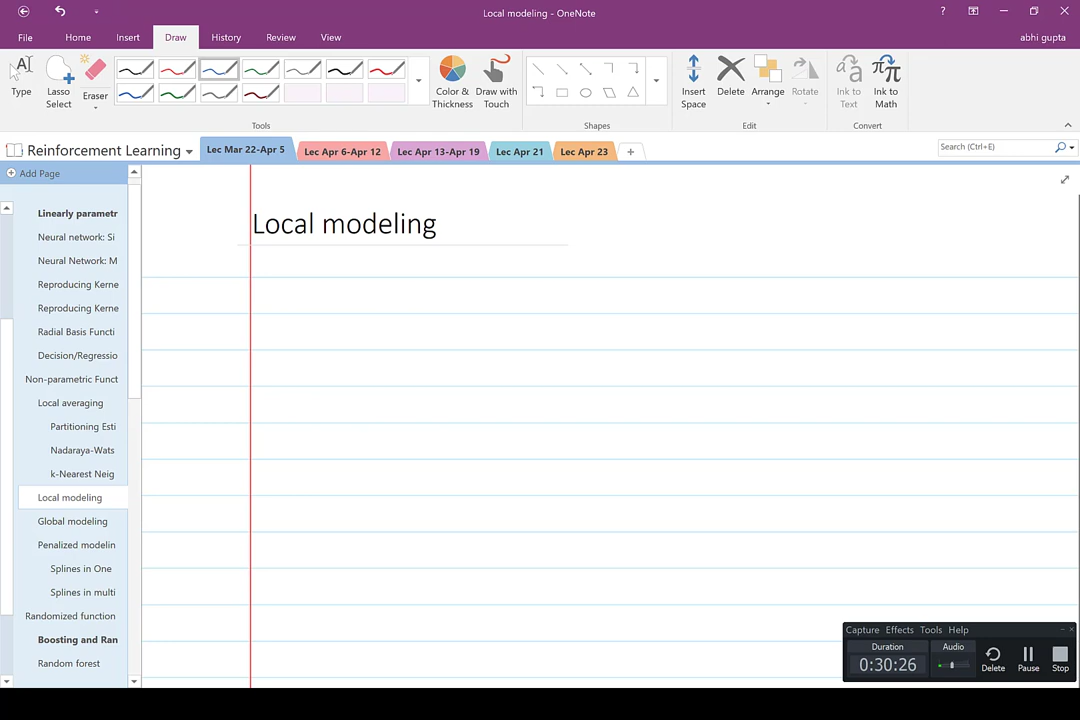 Local modeling - OneNote
File
Home
Insert
Draw
History
Review
View
abhi gupta
Type
Lasso Select
Eraser
Color & Thickness
Draw with Touch
Insert Space
Delete
Arrange
Rotate
Ink to Text
Ink to Math
Tools
Shapes
Edit
Convert
Reinforcement Learning
Lec Mar 22-Apr 5
Lec Apr 6-Apr 12
Lec Apr 13-Apr 19
Lec Apr 21
Lec Apr 23
Search (Ctrl+E)
Add Page
Linearly parametr
Neural network: Si
Neural Network: M
Reproducing Kerne
Reproducing Kerne
Radial Basis Functi
Decision/Regressio
Non-parametric Funct
Local averaging
Partitioning Esti
Nadaraya-Wats
k-Nearest Neig
Local modeling
Global modeling
Penalized modelin
Splines in One
Splines in multi
Randomized function
Boosting and Ran
Random forest
Local modeling
Capture Effects Tools Help
Duration
0:30:26
Audio
Delete
Pause
Stop